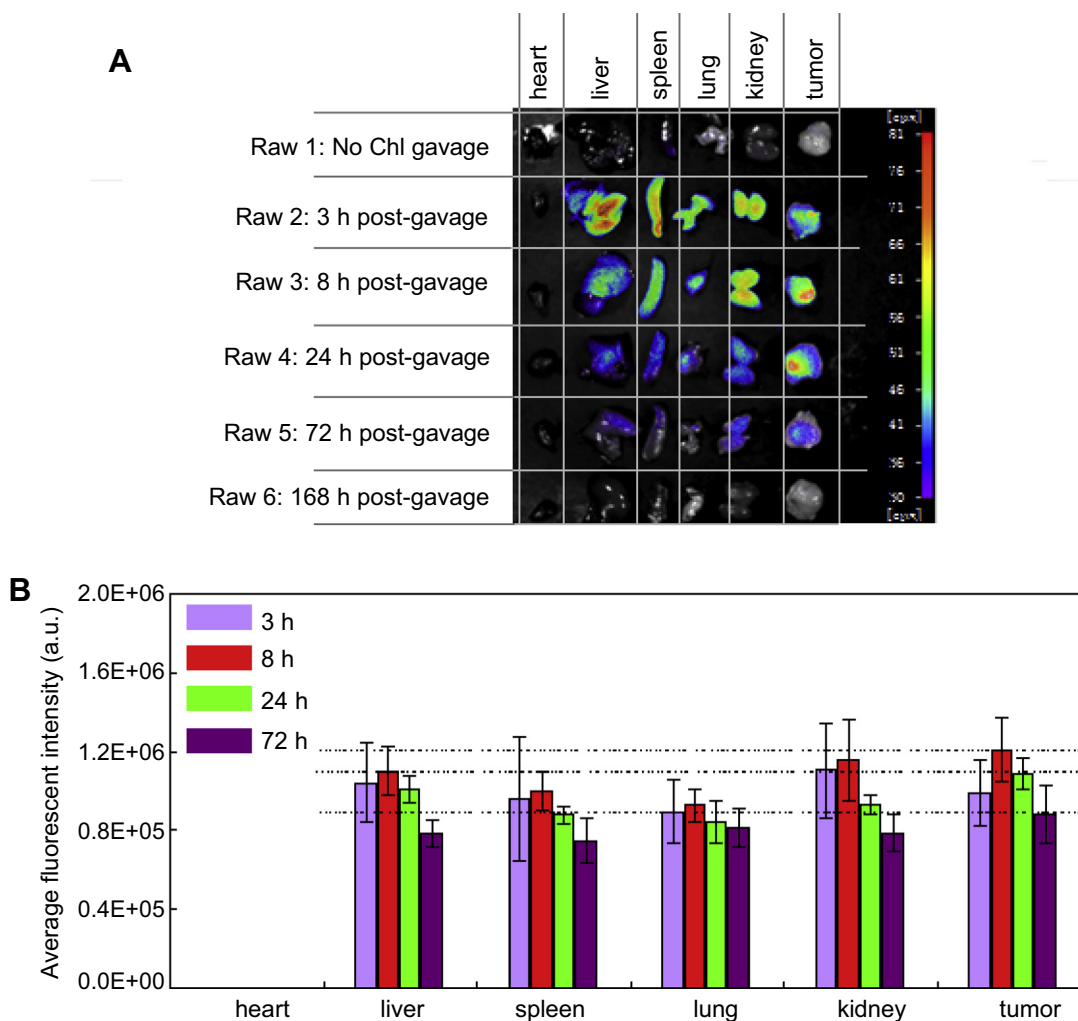 A
heart liver spleen lung kidney tumor
Raw 1: No Chl gavage
Raw 2: 3 h post-gavage
Raw 3: 8 h post-gavage
Raw 4: 24 h post-gavage
Raw 5: 72 h post-gavage
Raw 6: 168 h post-gavage
81
71
66
61
56
51
46
41
B
Average fluorescent intensity (a.u.)
2.0E+06
1.6E+06
1.2E+06
0.8E+05
0.4E+05
0.0E+00
3 h
8 h
24 h
72 h
heart liver spleen lung kidney tumor